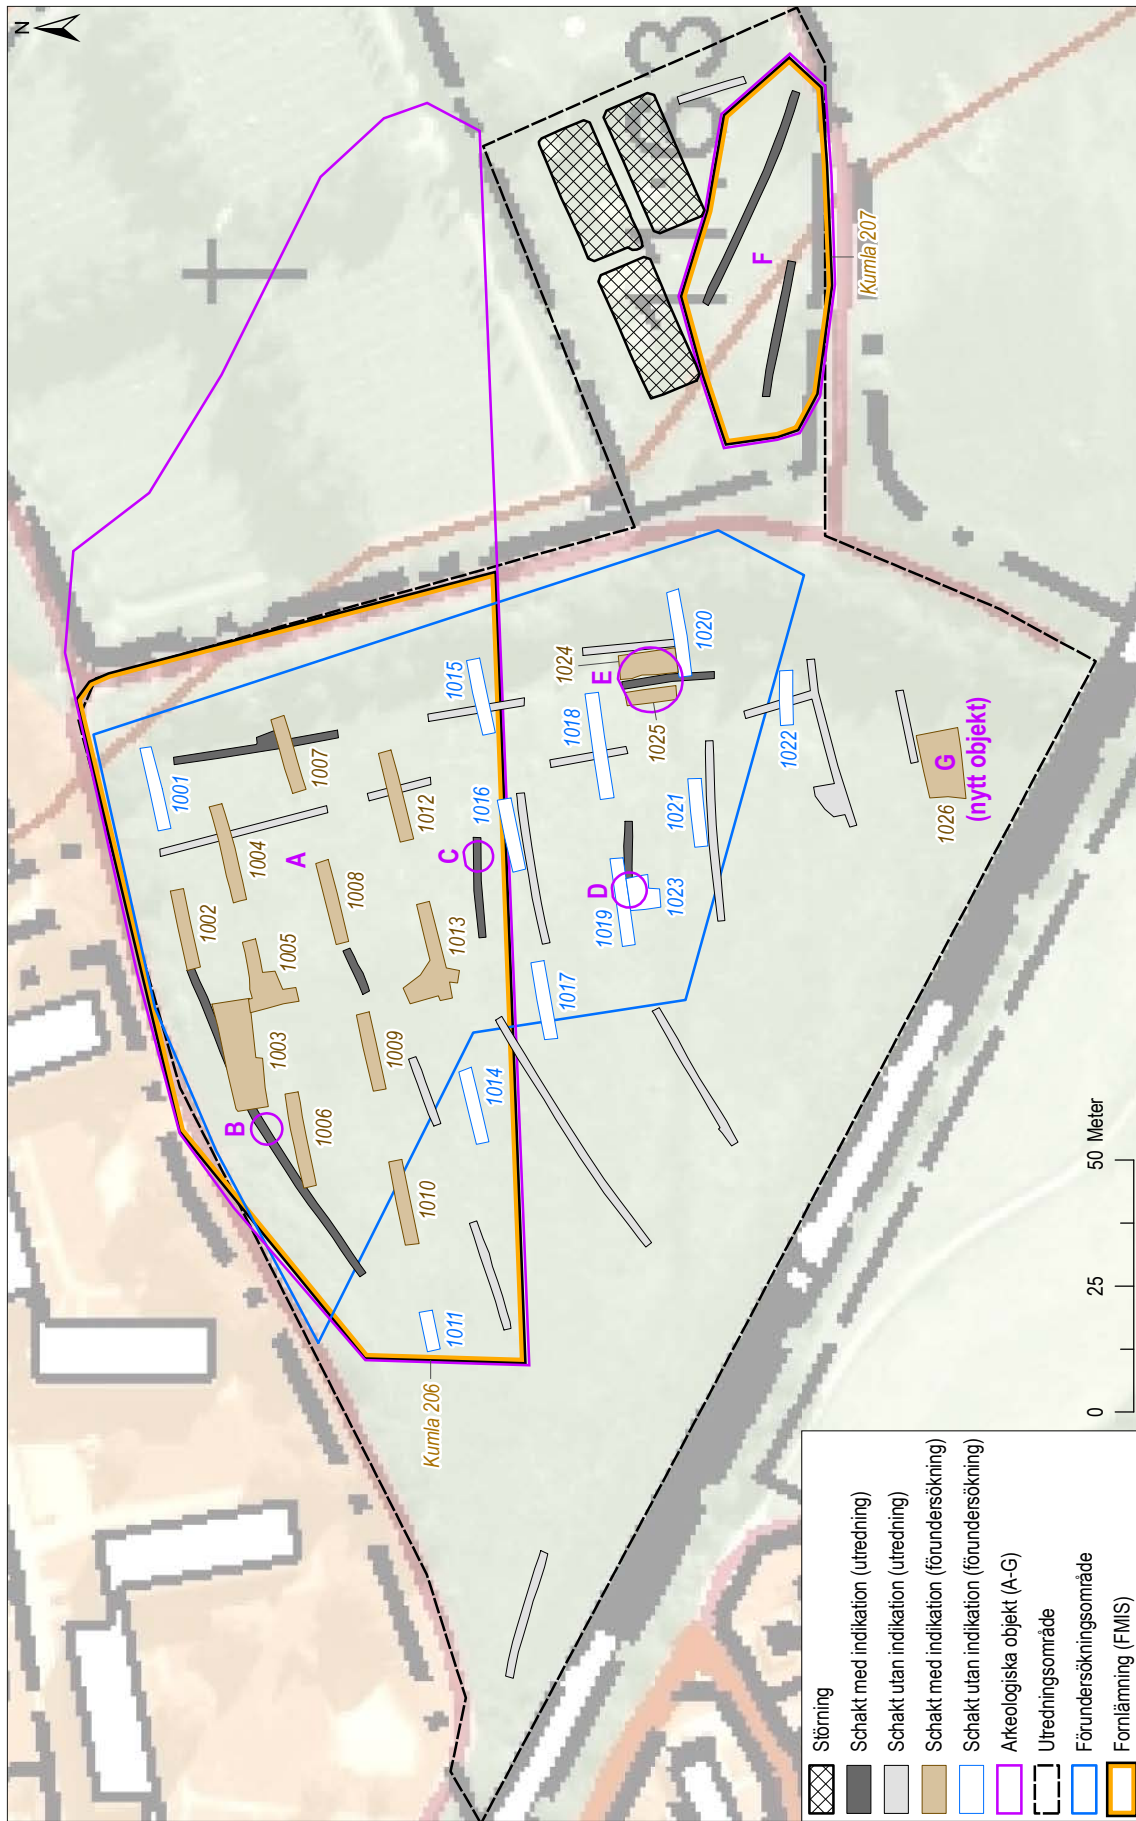 N
A 11:63
1001
1002
1003
1004
1005
1006
1007
1008
1009
1010
1011
1012
1013
1014
1015
1016
1017
1018
1019
1020
1021
1022
1023
1024
1025
1026
A
B
C
D
E
F
G
(nytt objekt)
Kumla 206
Kumla 207
0 25 50 Meter
Störning
Schakt med indikation (utredning)
Schakt utan indikation (utredning)
Schakt med indikation (förundersökning)
Schakt utan indikation (förundersökning)
Arkeologiska objekt (A-G)
Utredningsområde
Förundersökningsområde
Fornlämning (FMIS)